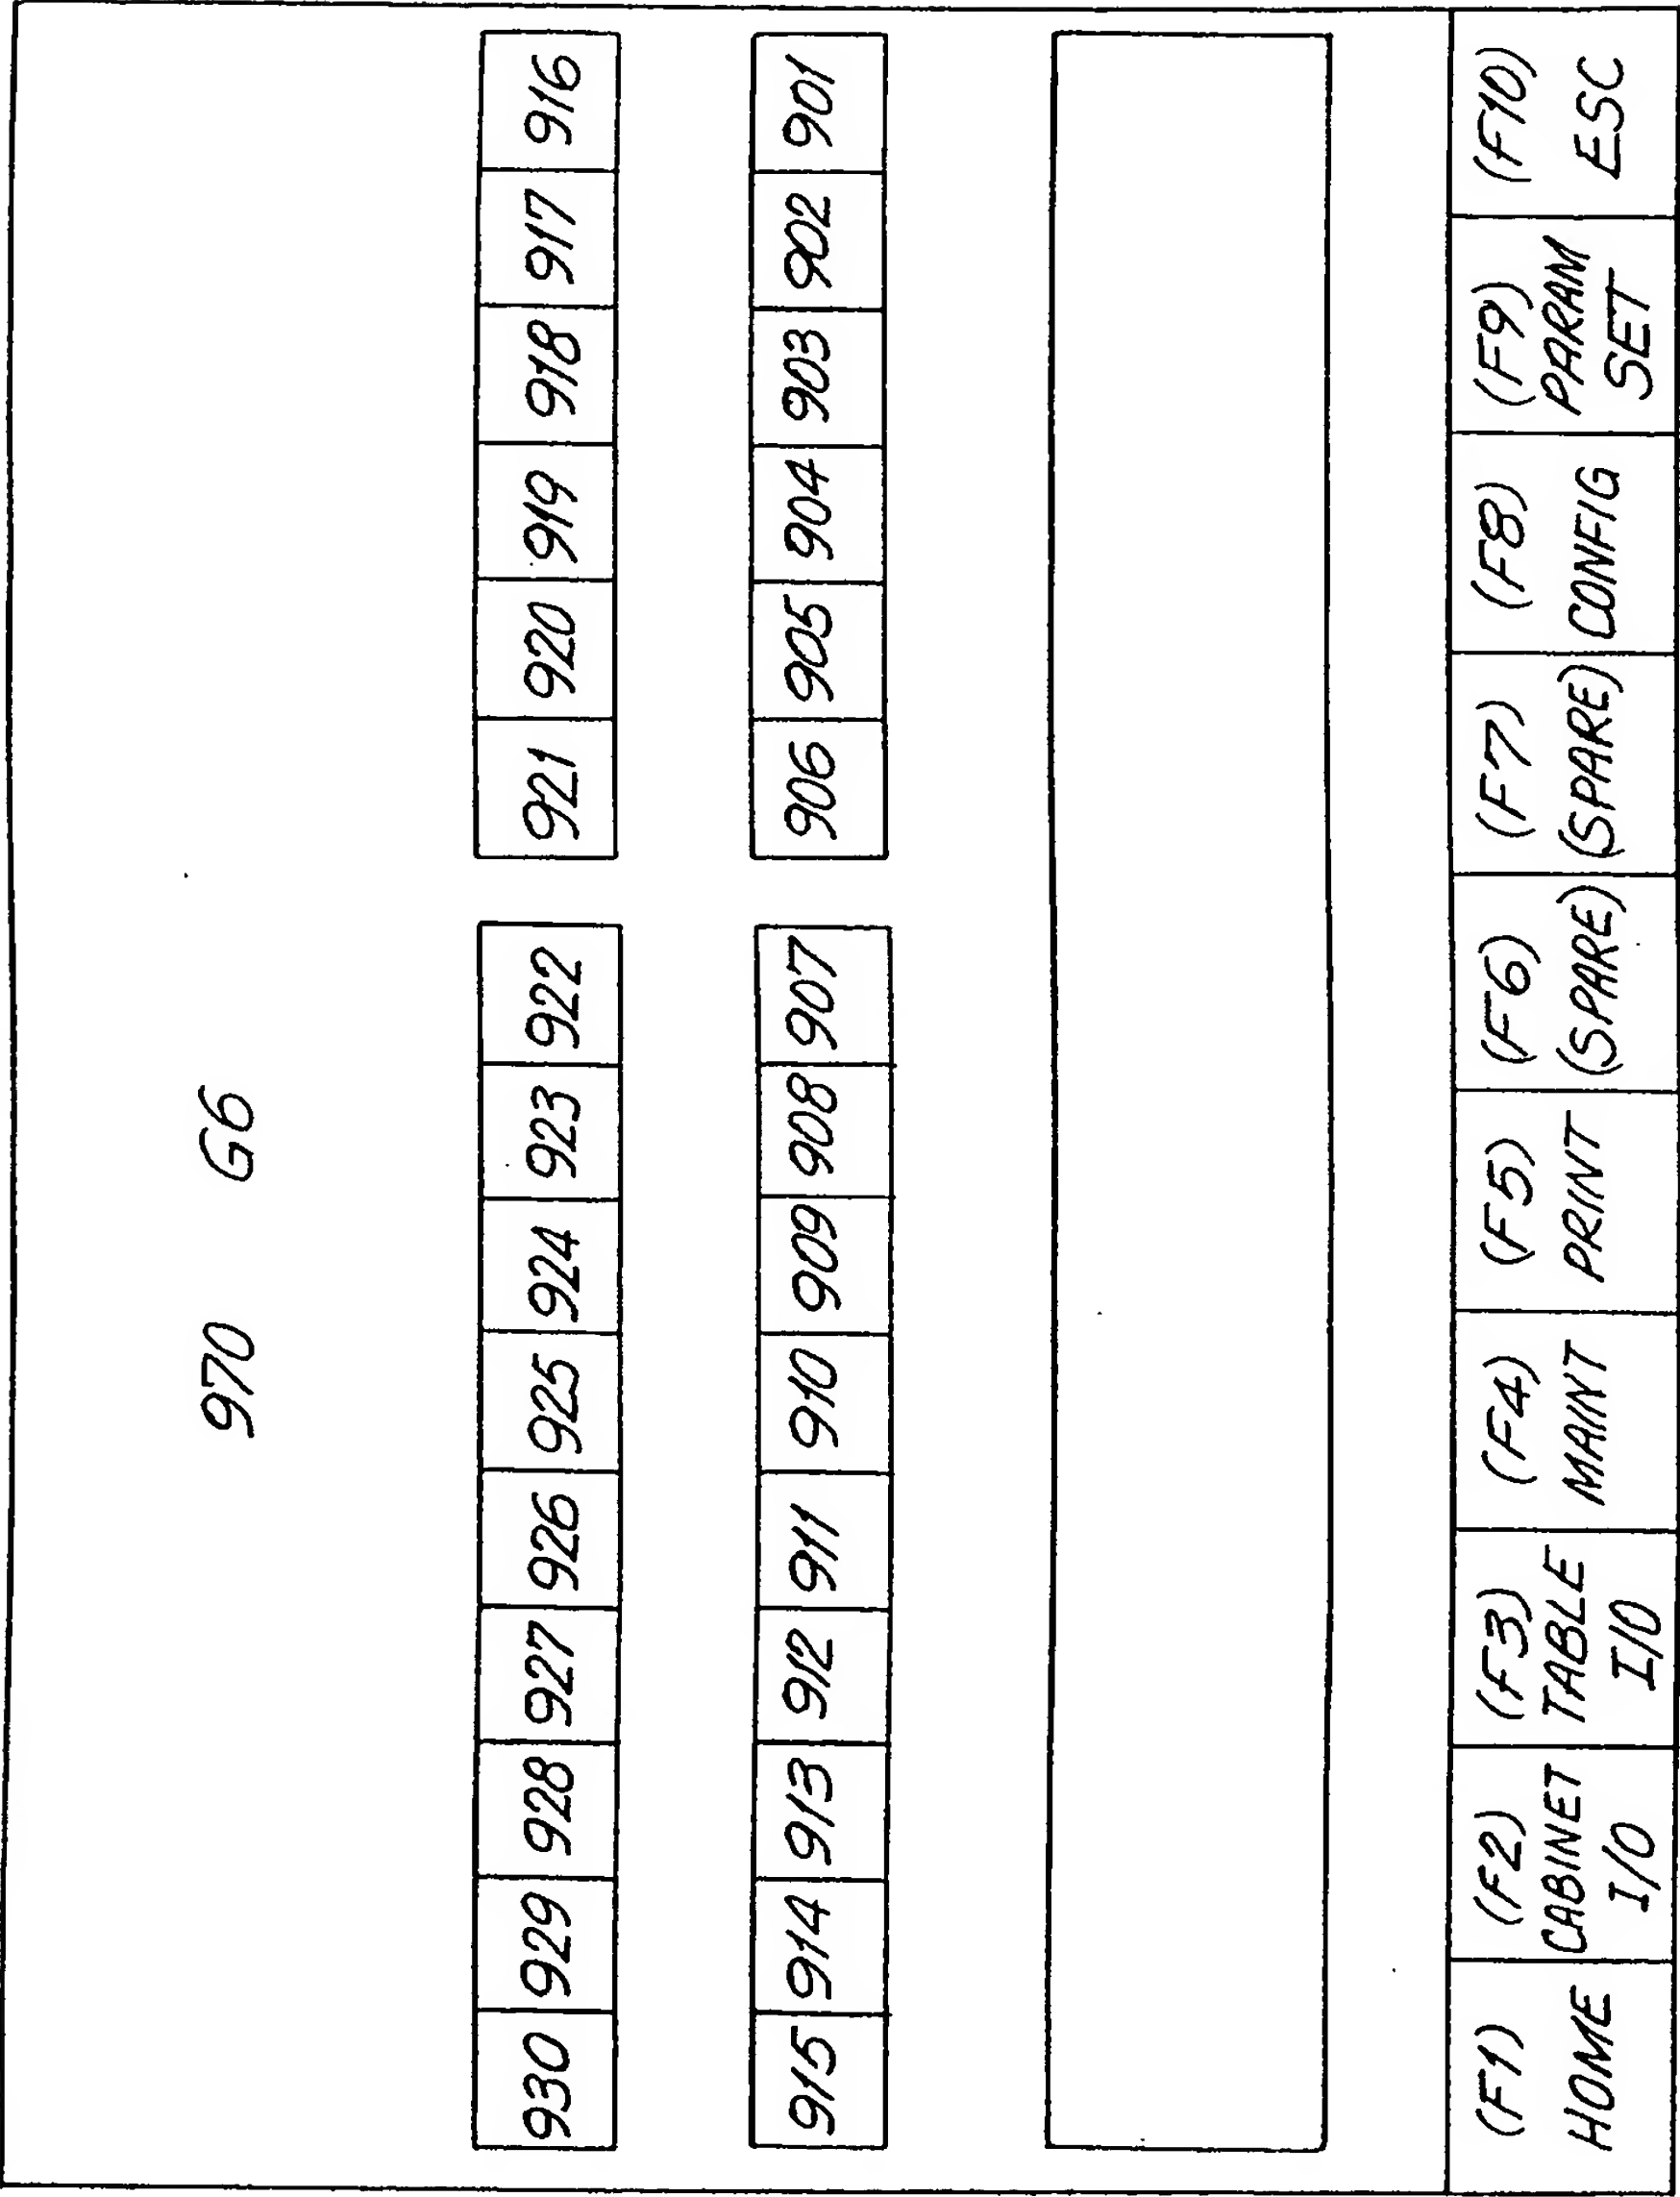 970 G6
930 929 928 927 926 925 924 923 922 921 920 919 918 917 916
915 914 913 912 911 910 909 908 907 906 905 904 903 902 901
(F1) (F2) (F3) (F4) (F5) (F6) (F7) (F8) (F9) (F10)
HOME CABINET TABLE MAINT PRINT (SPARE) (SPARE) CONFIG PARAM ESC
I/O I/O SET